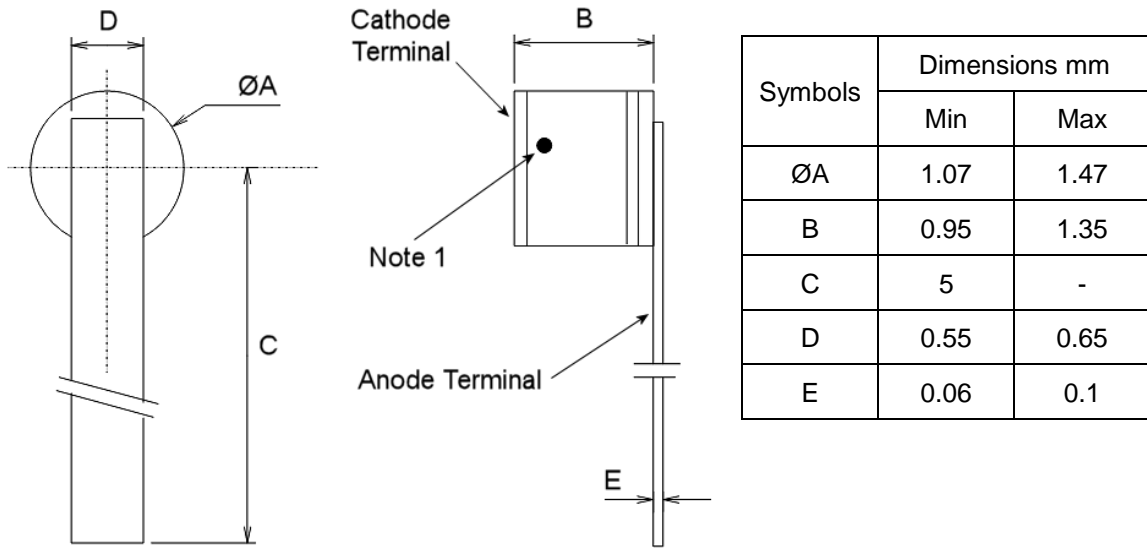 D
ØA
C
Cathode
Terminal
B
Note 1
Anode Terminal
E
Symbols
Dimensions mm
Min Max
ØA 1.07 1.47
B 0.95 1.35
C 5 -
D 0.55 0.65
E 0.06 0.1